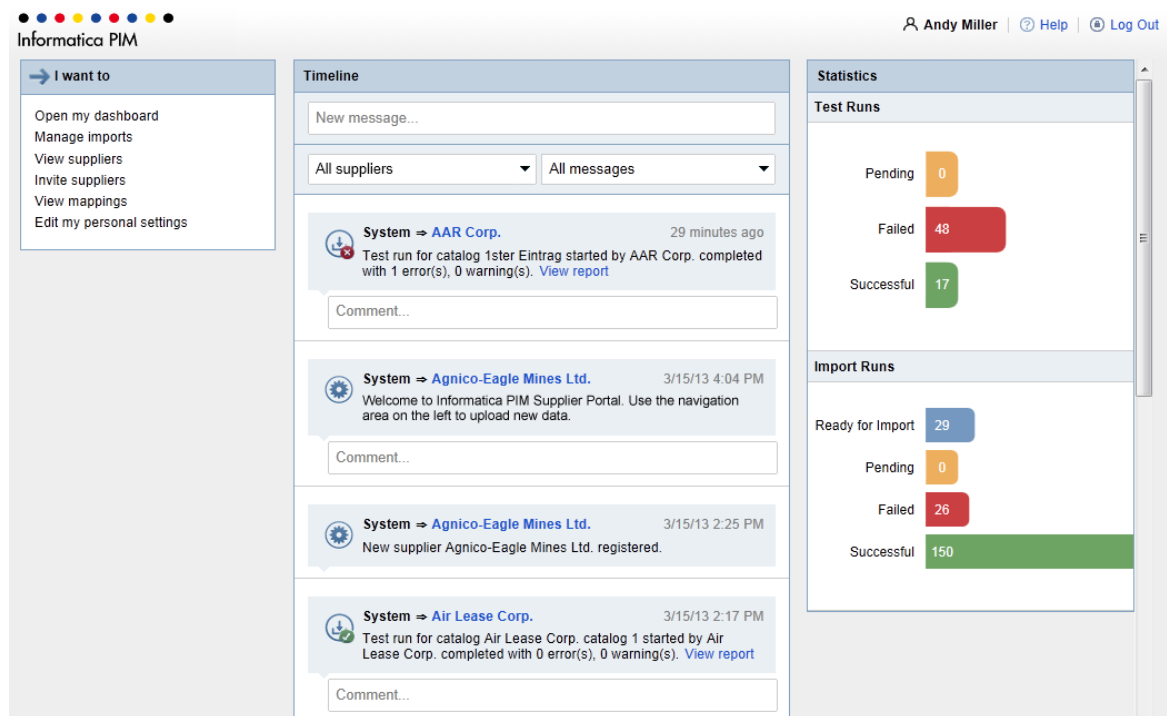 Informatica PIM
Andy Miller
Help
Log Out
I want to
Open my dashboard
Manage imports
View suppliers
Invite suppliers
View mappings
Edit my personal settings
Timeline
New message...
All suppliers
All messages
System ⇒ AAR Corp. 29 minutes ago
Test run for catalog 1ster Eintrag started by AAR Corp. completed
with 1 error(s), 0 warning(s). View report
Comment...
System ⇒ Agnico-Eagle Mines Ltd. 3/15/13 4:04 PM
Welcome to Informatica PIM Supplier Portal. Use the navigation
area on the left to upload new data.
Comment...
System ⇒ Agnico-Eagle Mines Ltd. 3/15/13 2:25 PM
New supplier Agnico-Eagle Mines Ltd. registered.
System ⇒ Air Lease Corp. 3/15/13 2:17 PM
Test run for catalog Air Lease Corp. catalog 1 started by Air
Lease Corp. completed with 0 error(s), 0 warning(s). View report
Comment...
Statistics
Test Runs
Pending 0
Failed 48
Successful 17
Import Runs
Ready for Import 29
Pending 0
Failed 26
Successful 150